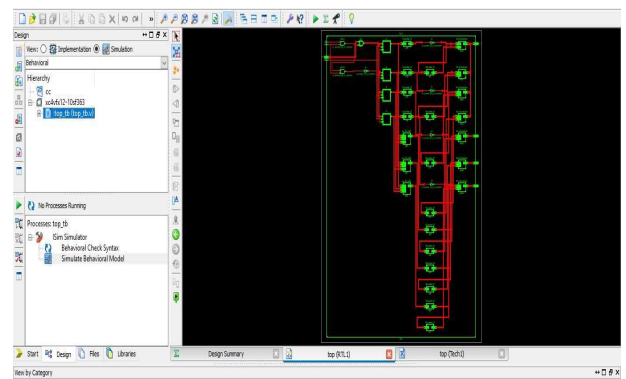 Design
View: Implementation Simulation
Behavioral
Hierarchy
cc
xc4vfx12-10sf363
top_tb (top_tb.v)
No Processes Running
Processes: top_tb
ISim Simulator
Behavioral Check Syntax
Simulate Behavioral Model
Start Design Files Libraries
Design Summary top (RTL1) top (Tech1)
View by Category